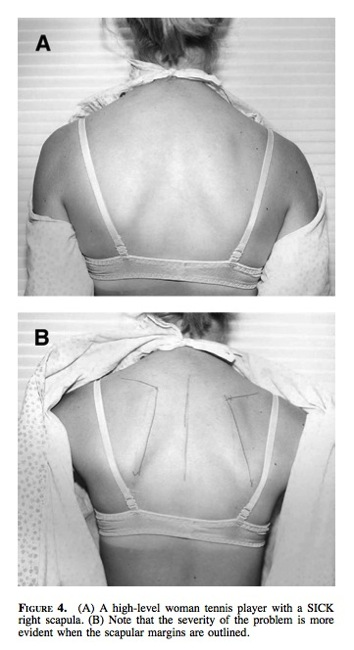 A
B
FIGURE 4. (A) A high-level woman tennis player with a SICK
right scapula. (B) Note that the severity of the problem is more
evident when the scapular margins are outlined.